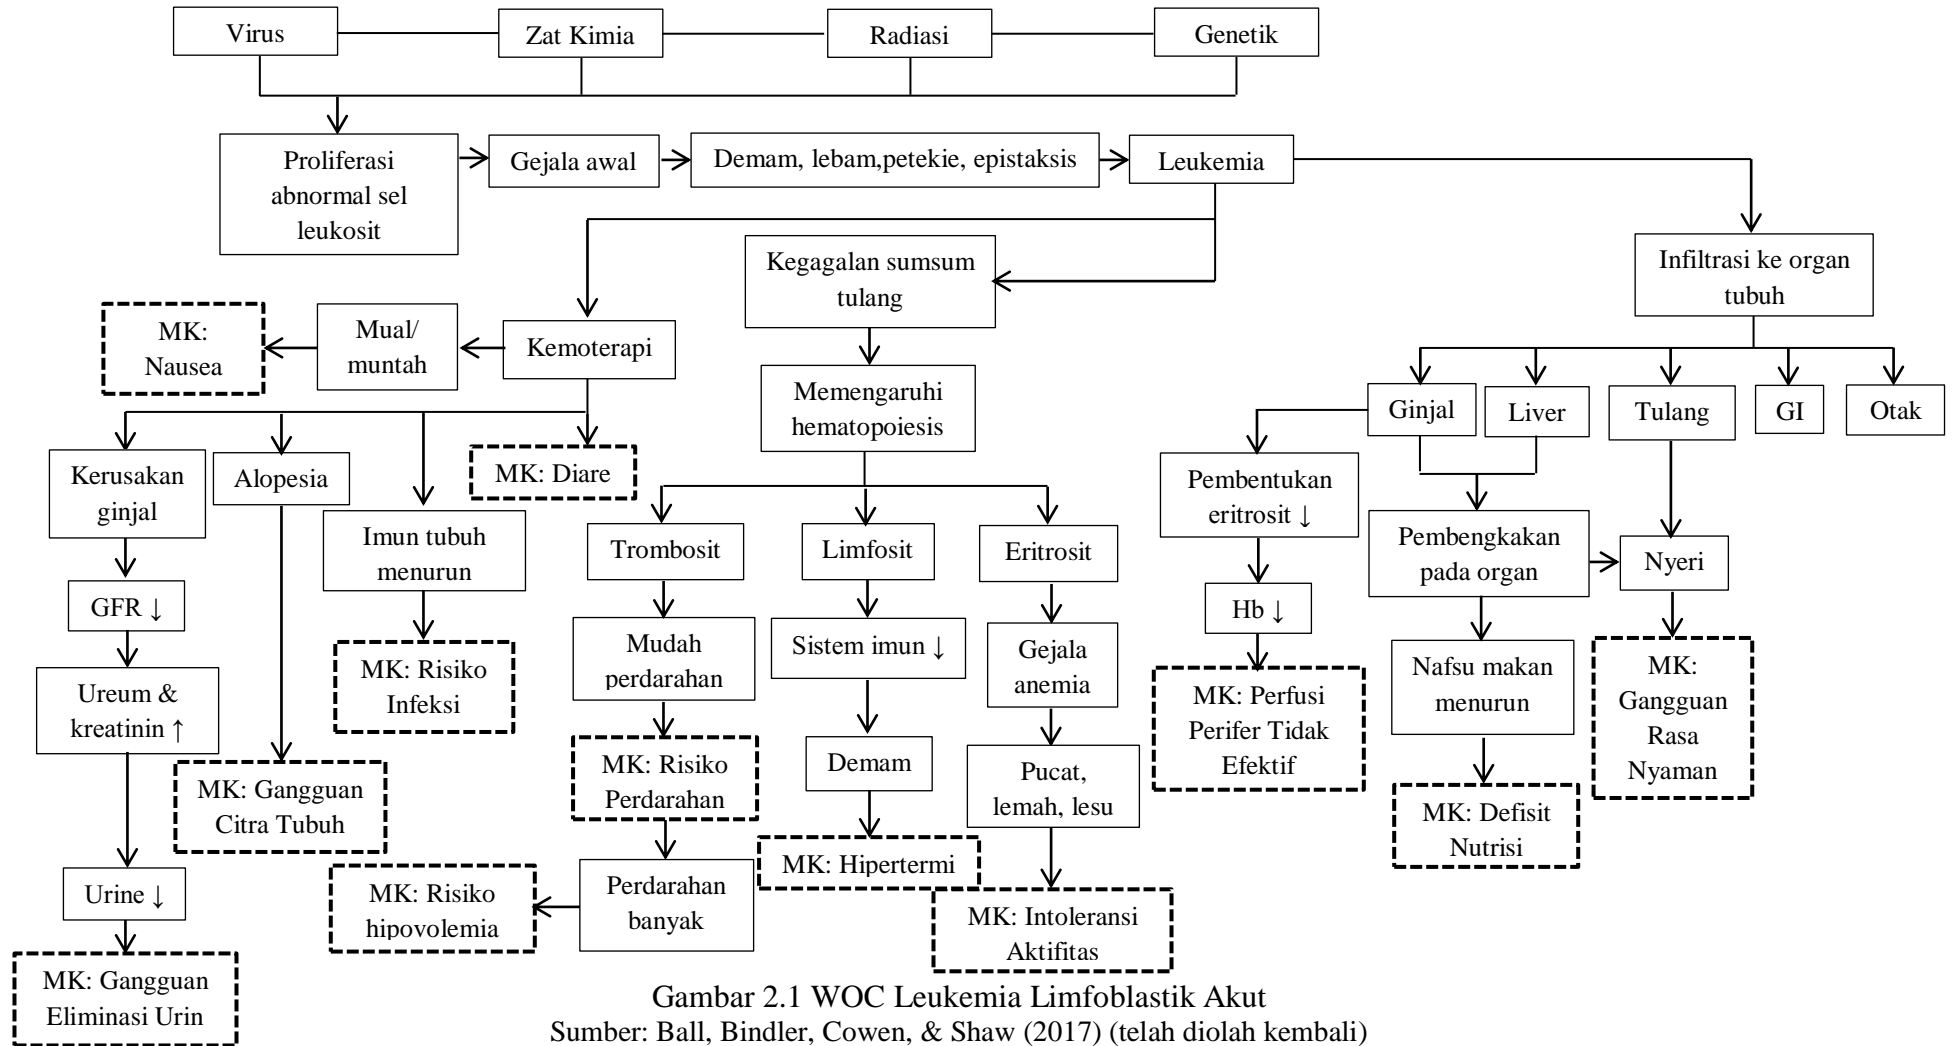 Virus
Zat Kimia
Radiasi
Genetik
Proliferasi
abnormal sel
leukosit
Gejala awal
Demam, lebam,petekie, epistaksis
Leukemia
Kegagalan sumsum
tulang
Infiltrasi ke organ
tubuh
MK:
Nausea
Mual/
muntah
Kemoterapi
Memengaruhi
hematopoiesis
Ginjal
Liver
Tulang
GI
Otak
Kerusakan
ginjal
Alopesia
MK: Diare
Imun tubuh
menurun
Trombosit
Limfosit
Eritrosit
Pembentukan
eritrosit ↓
Pembengkakan
pada organ
Nyeri
GFR ↓
Hb ↓
Mudah
perdarahan
Sistem imun ↓
Gejala
anemia
MK: Risiko
Infeksi
Ureum &
kreatinin ↑
MK: Perfusi
Perifer Tidak
Efektif
Nafsu makan
menurun
MK:
Gangguan
Rasa
Nyaman
MK: Gangguan
Citra Tubuh
MK: Risiko
Perdarahan
Demam
Pucat,
lemah, lesu
MK: Defisit
Nutrisi
Urine ↓
MK: Risiko
hipovolemia
Perdarahan
banyak
MK: Hipertermi
MK: Intoleransi
Aktifitas
MK: Gangguan
Eliminasi Urin
Gambar 2.1 WOC Leukemia Limfoblastik Akut
Sumber: Ball, Bindler, Cowen, & Shaw (2017) (telah diolah kembali)